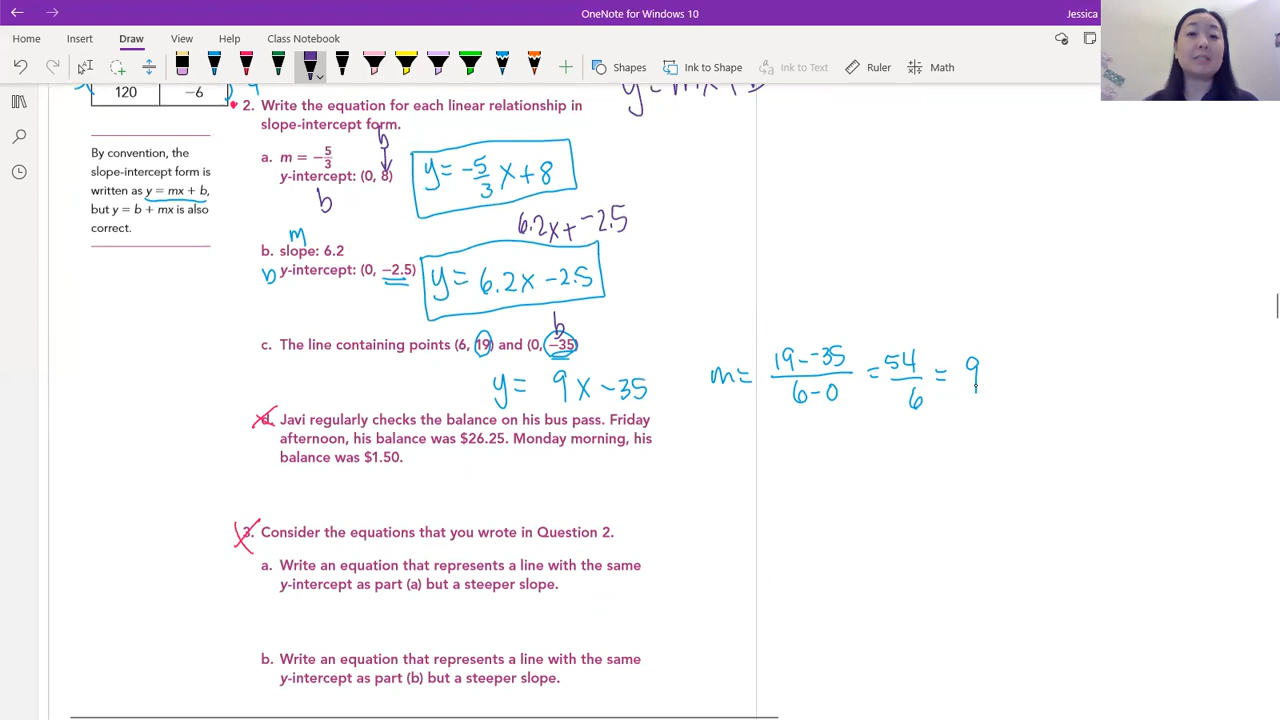 OneNote for Windows 10
Jessica
Home Insert Draw View Help Class Notebook
Shapes Ink to Shape Ink to Text Ruler Math
120 -6
y = mx + b
2. Write the equation for each linear relationship in
slope-intercept form.
b
a. m = -5/3
y-intercept: (0, 8)
b
y = -5/3 x + 8
By convention, the
slope-intercept form is
written as y = mx + b,
but y = b + mx is also
correct.
6.2x + -2.5
m
b. slope: 6.2
b y-intercept: (0, -2.5)
y = 6.2x - 2.5
b
c. The line containing points (6, 19) and (0, -35)
y = 9x - 35
m = 19 - -35 / 6 - 0 = 54 / 6 = 9
d. Javi regularly checks the balance on his bus pass. Friday
afternoon, his balance was $26.25. Monday morning, his
balance was $1.50.
3. Consider the equations that you wrote in Question 2.
a. Write an equation that represents a line with the same
y-intercept as part (a) but a steeper slope.
b. Write an equation that represents a line with the same
y-intercept as part (b) but a steeper slope.